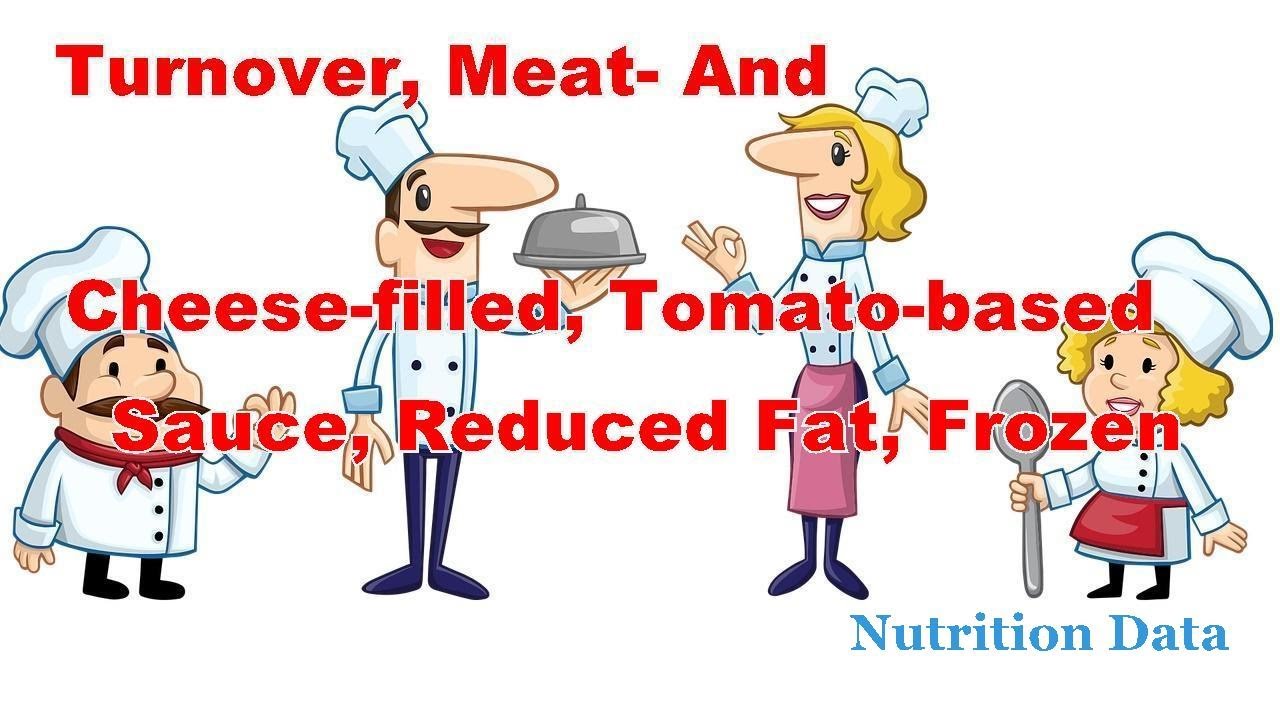 Turnover, Meat- And
Cheese-filled, Tomato-based
Sauce, Reduced Fat, Frozen
Nutrition Data